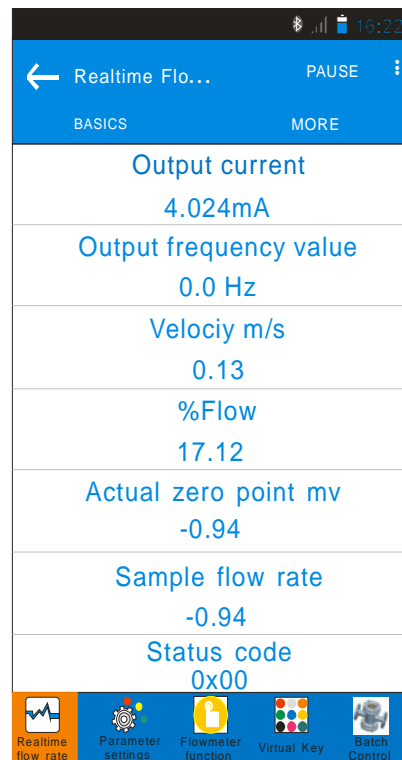 16:22
Realtime Flo...
PAUSE
BASICS
MORE
Output current
4.024mA
Output frequency value
0.0 Hz
Velociy m/s
0.13
%Flow
17.12
Actual zero point mv
-0.94
Sample flow rate
-0.94
Status code
0x00
Realtime
flow rate
Parameter
settings
Flowmeter
function
Virtual Key
Batch
Control